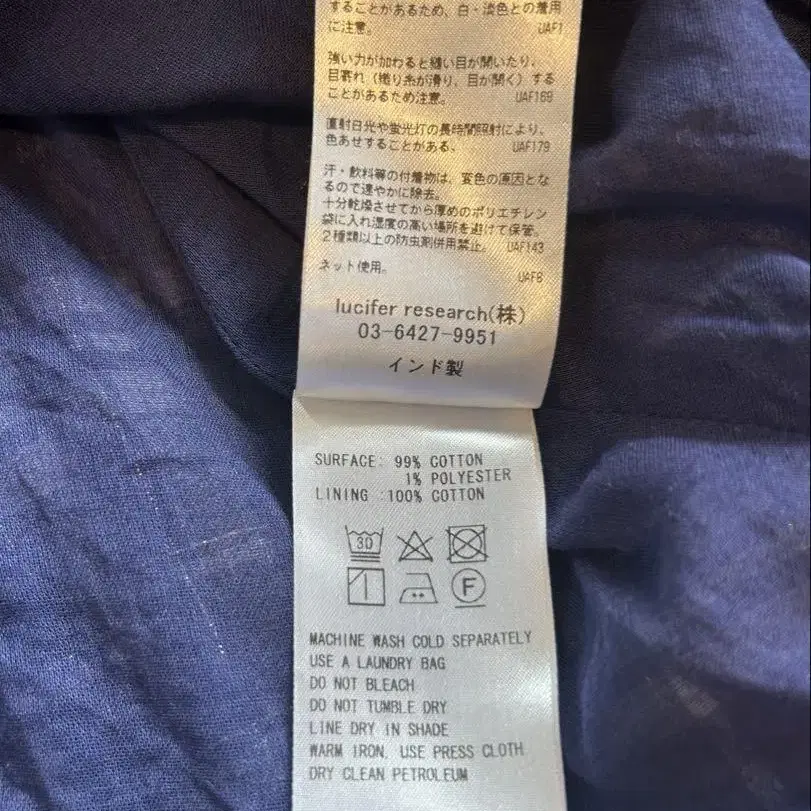 することがあるため、白・淡色との着用
に注意。 UAF1
強い力が加わると縫い目が開いたり、
目寄れ（織り糸が滑り、目が開く）する
ことがあるため注意。 UAF169
直射日光や蛍光灯の長時間照射により、
色あせすることがある。 UAF179
汗・飲料等の付着物は、変色の原因とな
るので速やかに除去。
十分乾燥させてから厚めのポリエチレン
袋に入れ湿度の高い場所を避けて保管。
2種類以上の防虫剤併用禁止。 UAF143
ネット使用。 UAF8
lucifer research(株)
03-6427-9951
インド製
SURFACE: 99% COTTON
1% POLYESTER
LINING :100% COTTON
30
F
MACHINE WASH COLD SEPARATELY
USE A LAUNDRY BAG
DO NOT BLEACH
DO NOT TUMBLE DRY
LINE DRY IN SHADE
WARM IRON. USE PRESS CLOTH
DRY CLEAN PETROLEUM